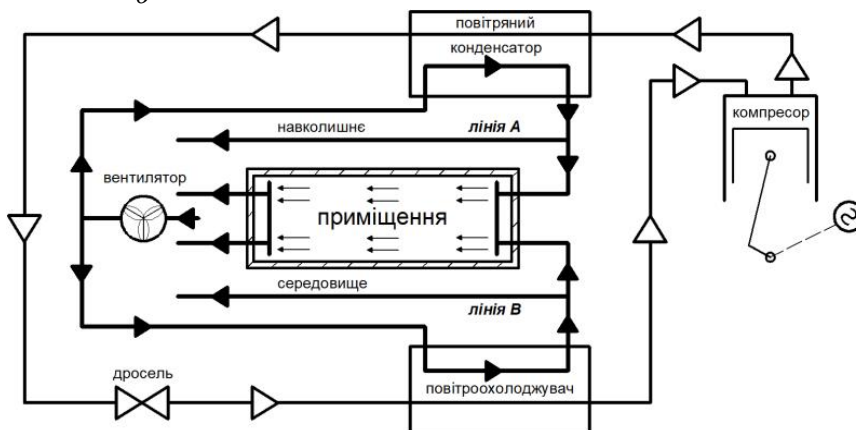 повітряний
конденсатор
компресор
навколишнє
лінія А
вентилятор
приміщення
середовище
лінія В
дросель
повітроохолоджувач